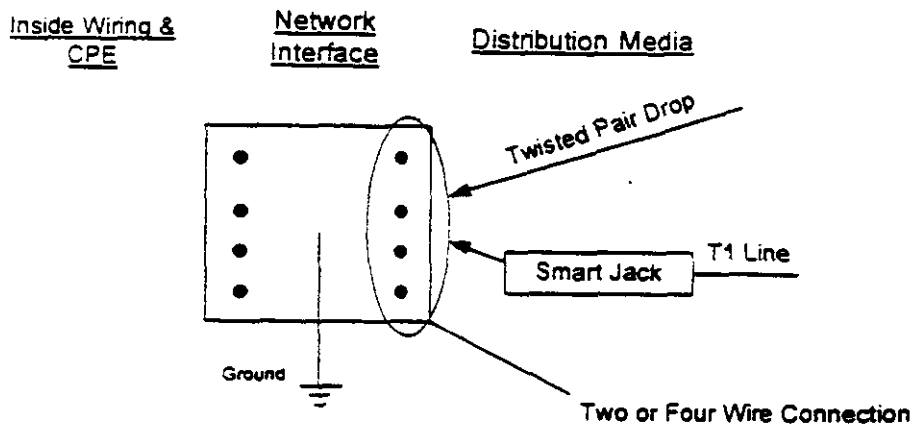 Inside Wiring &
CPE
Network
Interface
Distribution Media
Twisted Pair Drop
Smart Jack
T1 Line
Ground
Two or Four Wire Connection